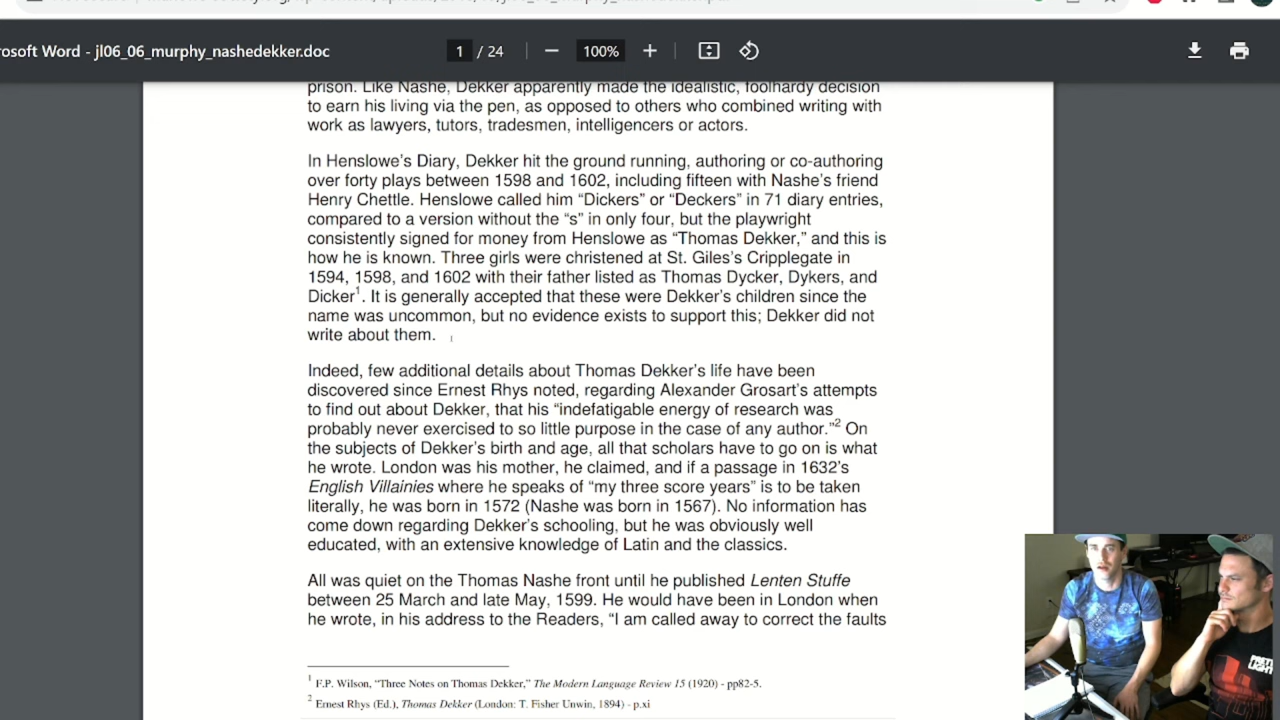 rosoft Word - jl06_06_murphy_nashedekker.doc
1 / 24
100%
prison. Like Nashe, Dekker apparently made the idealistic, foolhardy decision
to earn his living via the pen, as opposed to others who combined writing with
work as lawyers, tutors, tradesmen, intelligencers or actors.
In Henslowe's Diary, Dekker hit the ground running, authoring or co-authoring
over forty plays between 1598 and 1602, including fifteen with Nashe's friend
Henry Chettle. Henslowe called him “Dickers” or “Deckers” in 71 diary entries,
compared to a version without the “s” in only four, but the playwright
consistently signed for money from Henslowe as “Thomas Dekker,” and this is
how he is known. Three girls were christened at St. Giles's Cripplegate in
1594, 1598, and 1602 with their father listed as Thomas Dycker, Dykers, and
Dicker¹. It is generally accepted that these were Dekker's children since the
name was uncommon, but no evidence exists to support this; Dekker did not
write about them.
Indeed, few additional details about Thomas Dekker's life have been
discovered since Ernest Rhys noted, regarding Alexander Grosart's attempts
to find out about Dekker, that his “indefatigable energy of research was
probably never exercised to so little purpose in the case of any author.”² On
the subjects of Dekker's birth and age, all that scholars have to go on is what
he wrote. London was his mother, he claimed, and if a passage in 1632's
English Villainies where he speaks of “my three score years” is to be taken
literally, he was born in 1572 (Nashe was born in 1567). No information has
come down regarding Dekker's schooling, but he was obviously well
educated, with an extensive knowledge of Latin and the classics.
All was quiet on the Thomas Nashe front until he published Lenten Stuffe
between 25 March and late May, 1599. He would have been in London when
he wrote, in his address to the Readers, “I am called away to correct the faults
¹ F.P. Wilson, “Three Notes on Thomas Dekker,” The Modern Language Review 15 (1920) - pp82-5.
² Ernest Rhys (Ed.), Thomas Dekker (London: T. Fisher Unwin, 1894) - p.xi